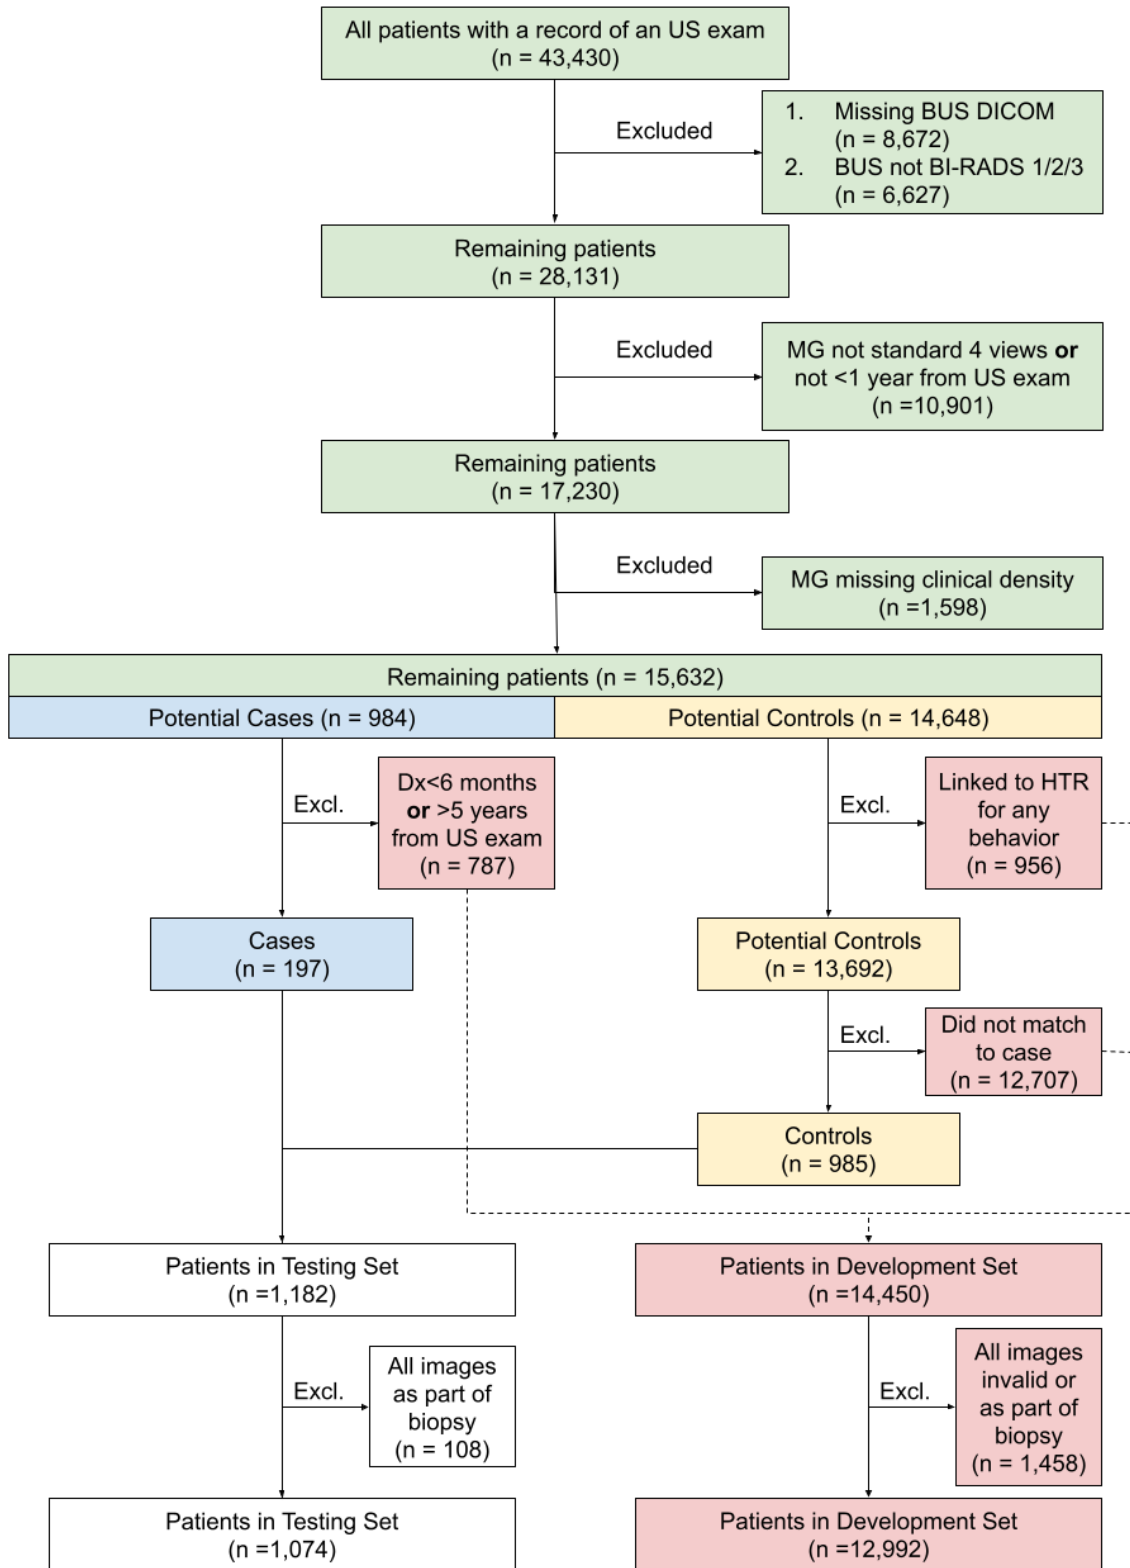 All patients with a record of an US exam
(n = 43,430)
Excluded
1. Missing BUS DICOM
(n = 8,672)
2. BUS not BI-RADS 1/2/3
(n = 6,627)
Remaining patients
(n = 28,131)
Excluded
MG not standard 4 views or
not <1 year from US exam
(n =10,901)
Remaining patients
(n = 17,230)
Excluded
MG missing clinical density
(n =1,598)
Remaining patients (n = 15,632)
Potential Cases (n = 984)
Potential Controls (n = 14,648)
Excl.
Dx<6 months
or >5 years
from US exam
(n = 787)
Excl.
Linked to HTR
for any
behavior
(n = 956)
Cases
(n = 197)
Potential Controls
(n = 13,692)
Excl.
Did not match
to case
(n = 12,707)
Controls
(n = 985)
Patients in Testing Set
(n =1,182)
Patients in Development Set
(n =14,450)
Excl.
All images
as part of
biopsy
(n = 108)
Excl.
All images
invalid or
as part of
biopsy
(n = 1,458)
Patients in Testing Set
(n =1,074)
Patients in Development Set
(n =12,992)